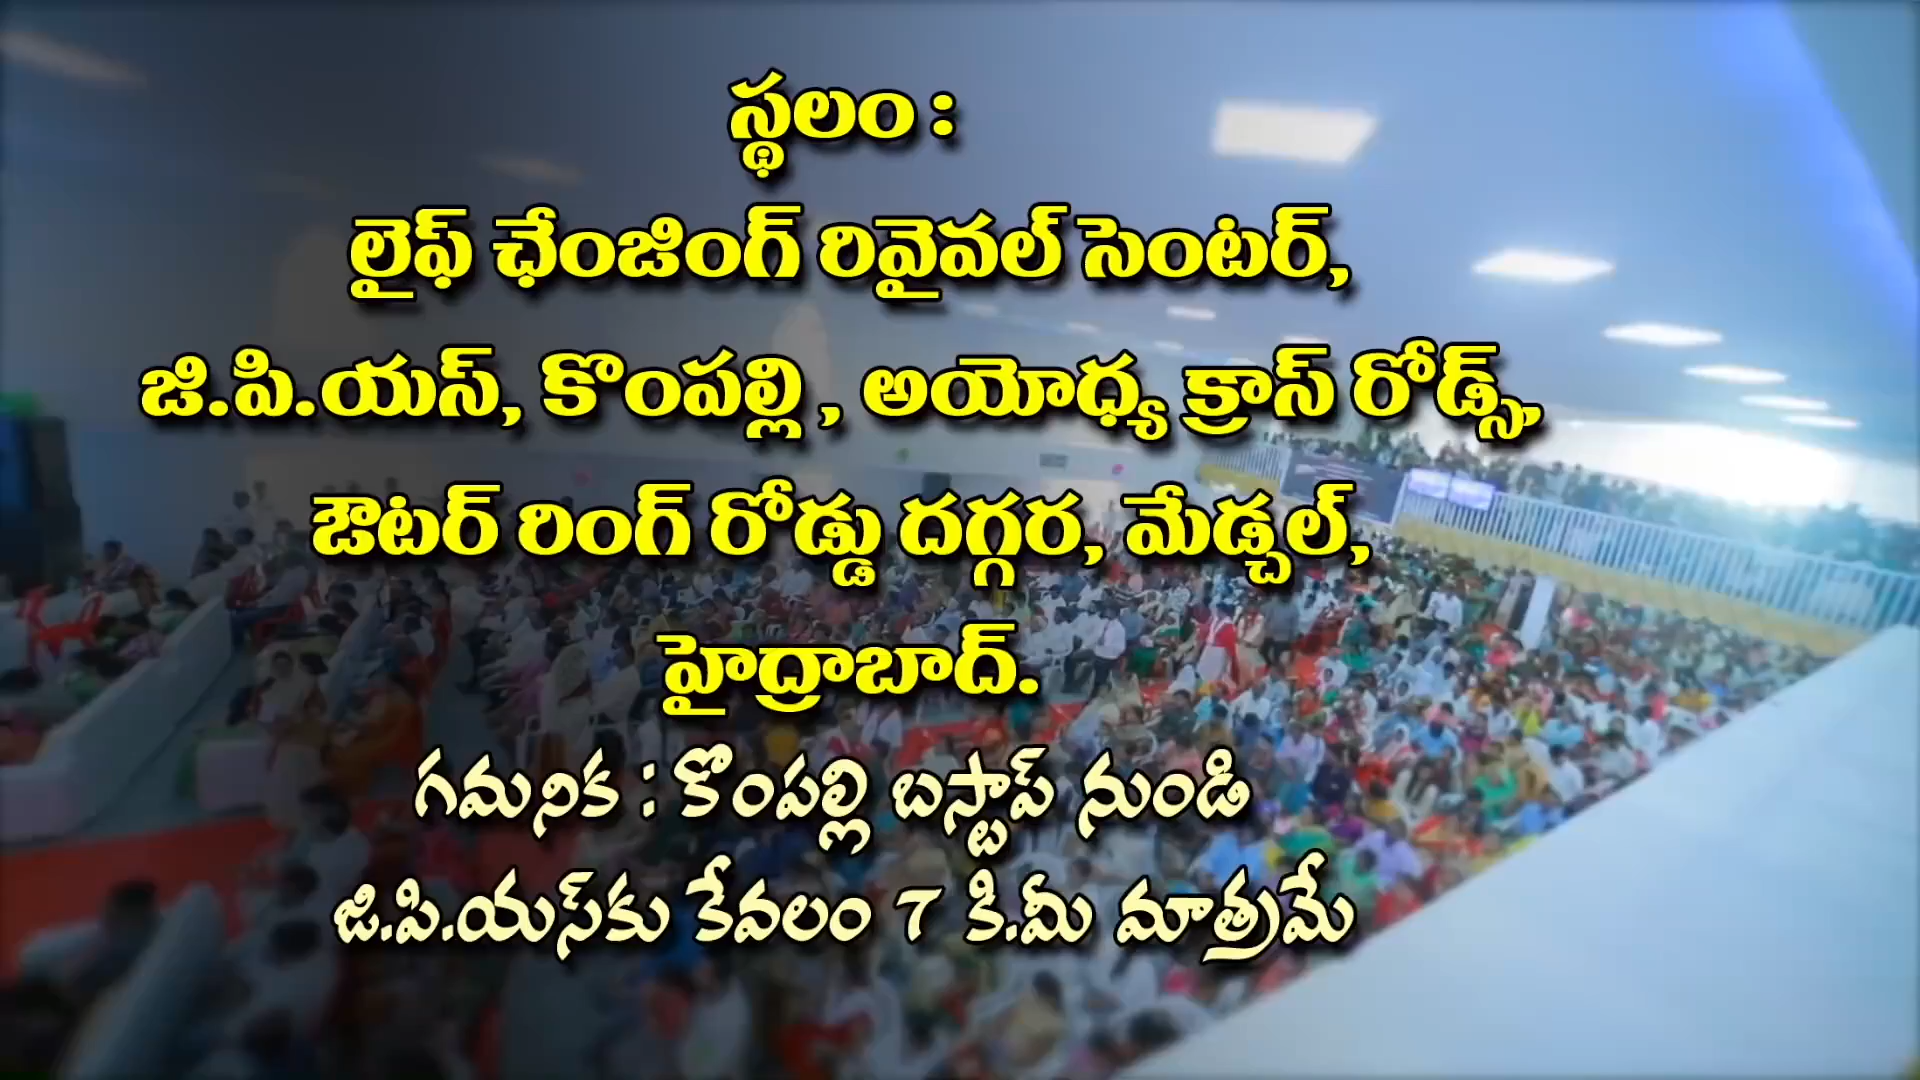 స్థలం :
లైఫ్ ఛేంజింగ్ రివైవల్ సెంటర్,
జి.పి.యస్, కొంపల్లి, అయోధ్య క్రాస్ రోడ్స్,
ఔటర్ రింగ్ రోడ్డు దగ్గర, మేడ్చల్,
హైద్రాబాద్.
గమనిక : కొంపల్లి బస్టాప్ నుండి
జి.పి.యస్‌కు కేవలం 7 కి.మీ మాత్రమే